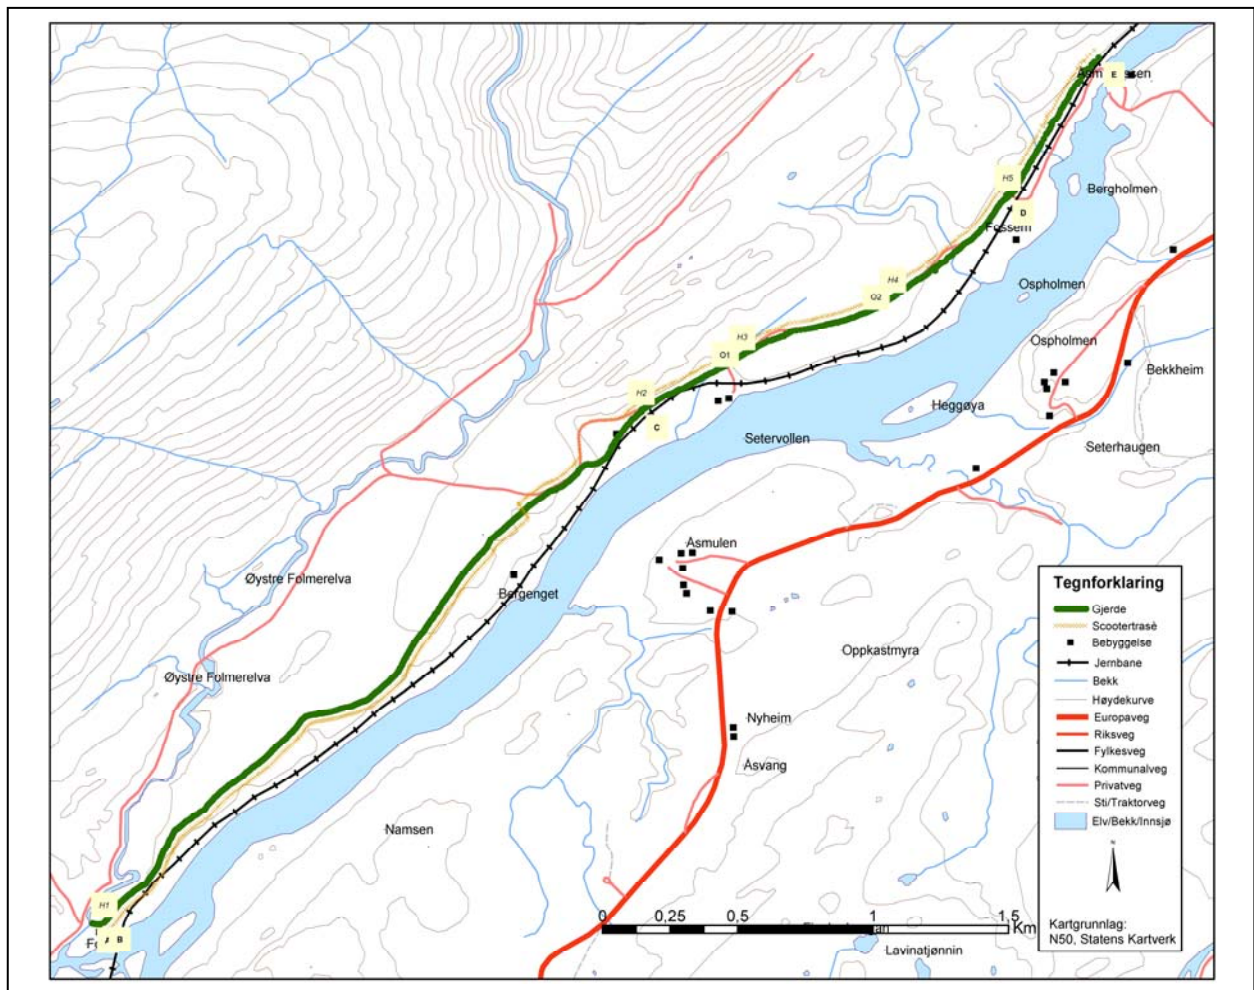 E
H5
Bergholmen
D
Fossem
H4
Ospholmen
O2
H3
Ospholmen
O1
Bekkheim
H2
Heggøya
C
Setervollen
Seterhaugen
Åsmulen
Øystre Folmerelva
Bergenget
Oppkastmyra
Øystre Folmerelva
Nyheim
Åsvang
Namsen
H1
A
B
Lavinatjønnin
0
0,25
0,5
1
1,5
Km
Tegnforklaring
Gjerde
Scootertrasè
Bebyggelse
Jernbane
Bekk
Høydekurve
Europaveg
Riksveg
Fylkesveg
Kommunalveg
Privatveg
Sti/Traktorveg
Elv/Bekk/Innsjø
N
Kartgrunnlag:
N50, Statens Kartverk